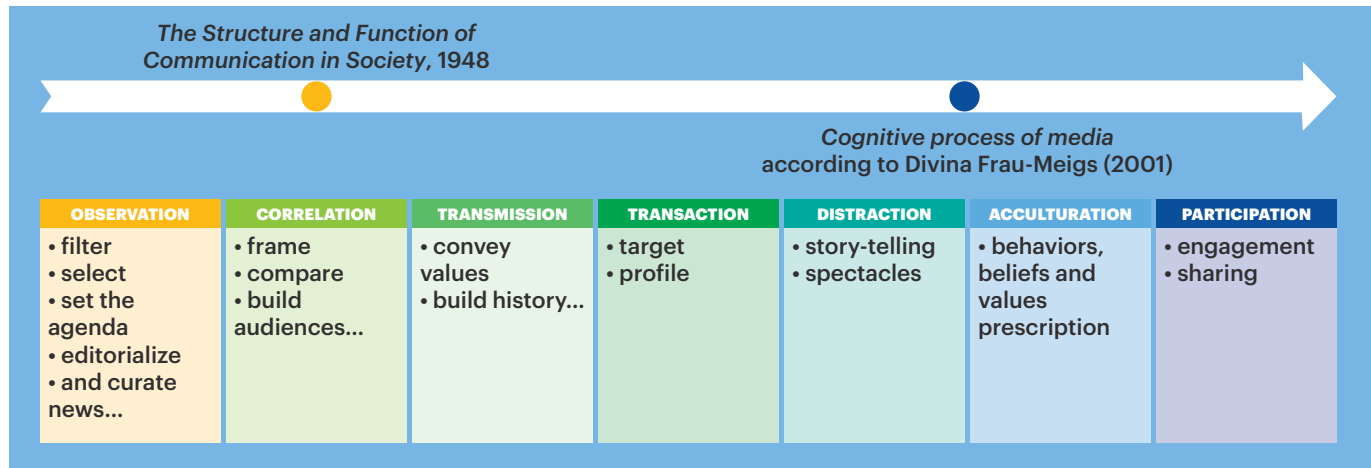 The Structure and Function of
Communication in Society, 1948
Cognitive process of media
according to Divina Frau-Meigs (2001)
OBSERVATION
• filter
• select
• set the
agenda
• editorialize
• and curate
news...
CORRELATION
• frame
• compare
• build
audiences...
TRANSMISSION
• convey
values
• build history...
TRANSACTION
• target
• profile
DISTRACTION
• story-telling
• spectacles
ACCULTURATION
• behaviors,
beliefs and
values
prescription
PARTICIPATION
• engagement
• sharing